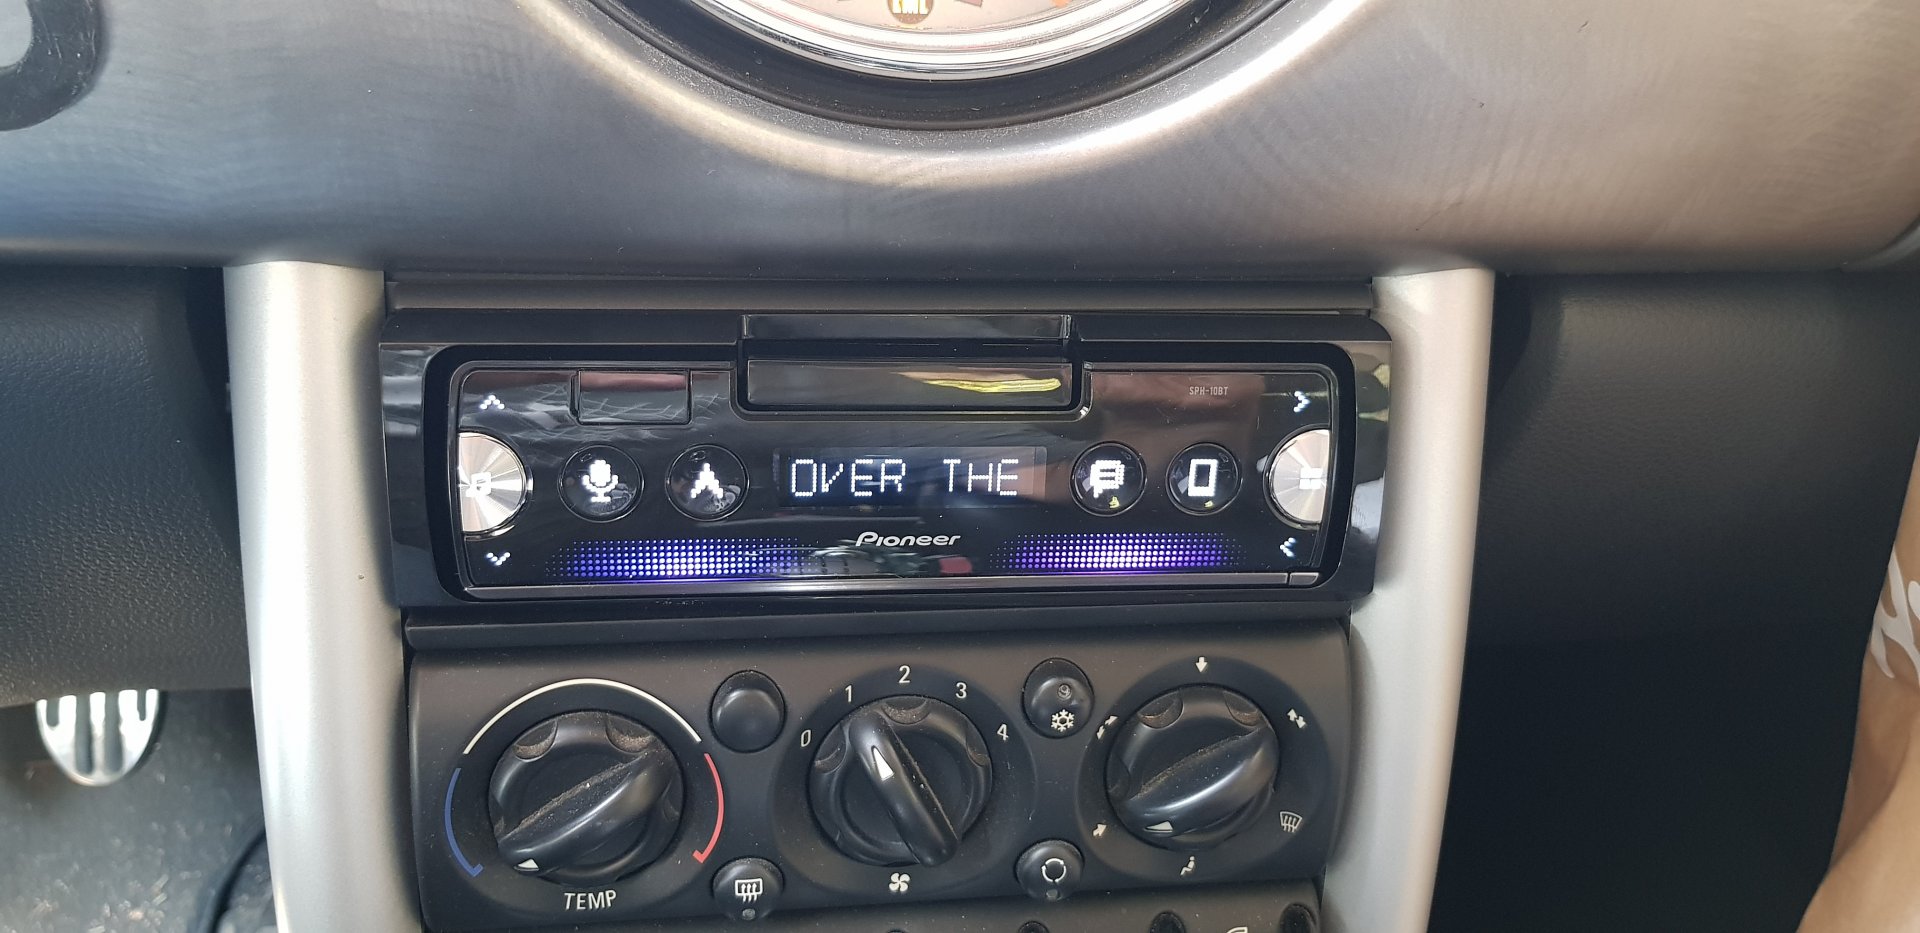 SPH-10BT
OVER THE
Pioneer
0 1 2 3 4
TEMP